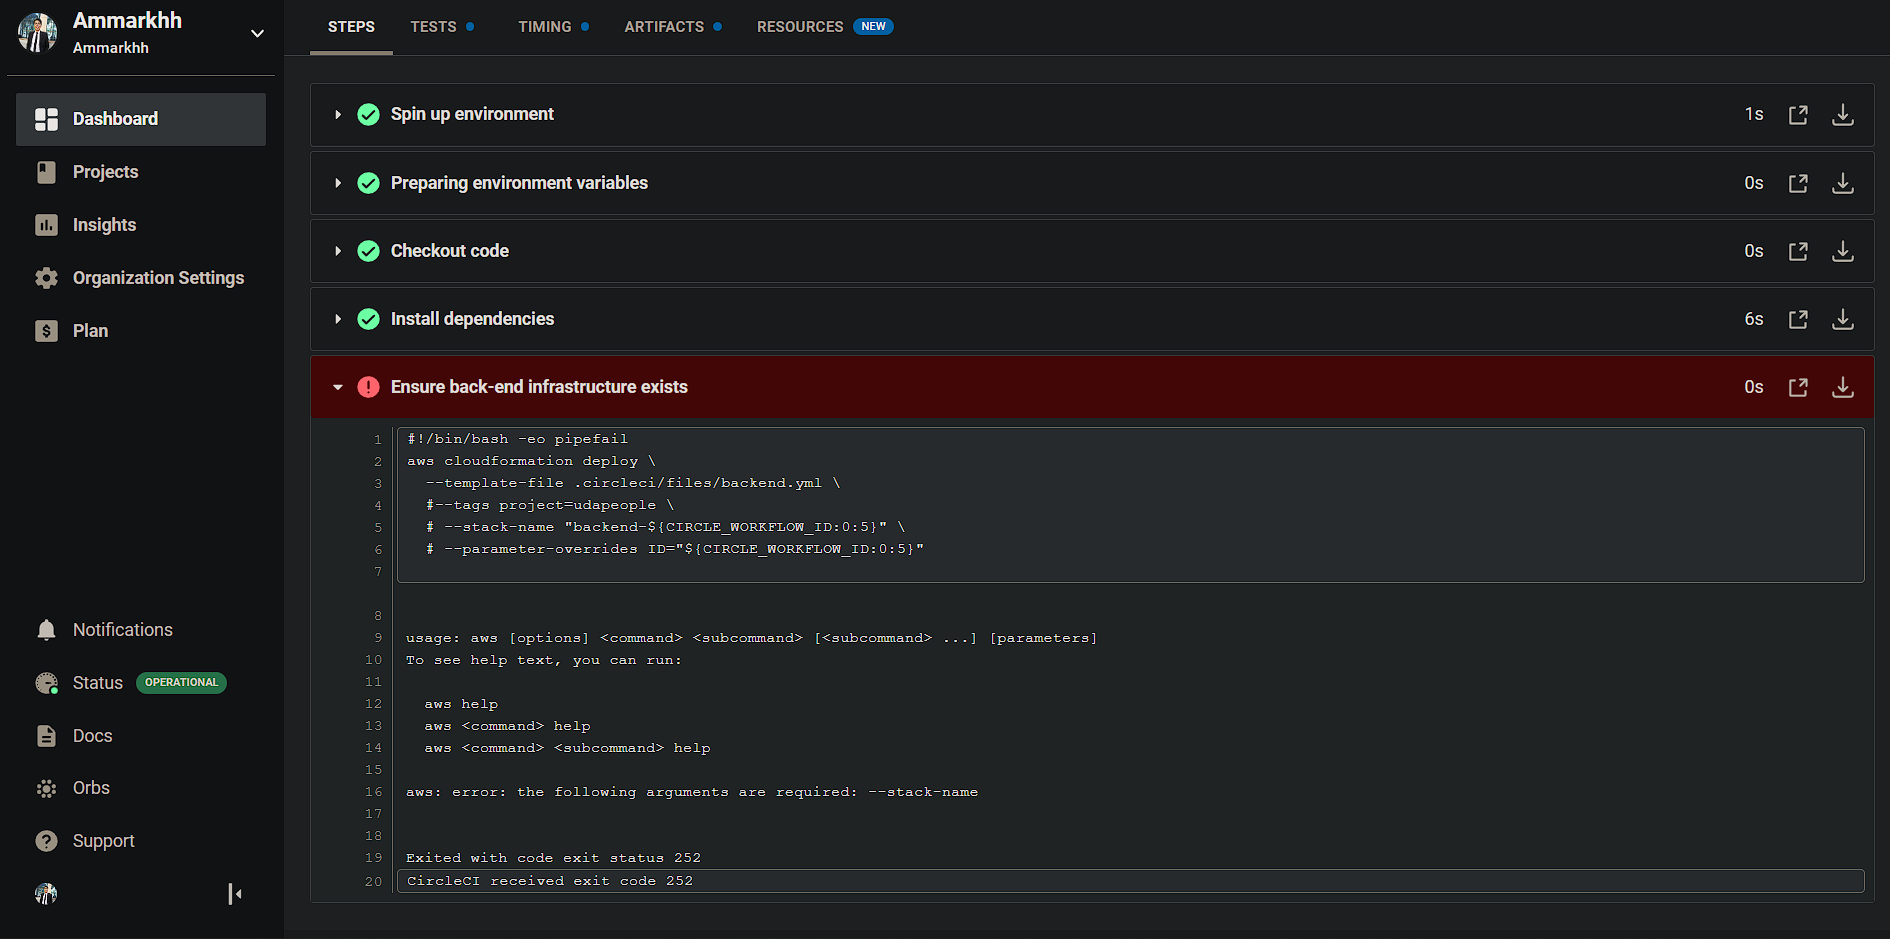 Ammarkhh
Ammarkhh
Dashboard
Projects
Insights
Organization Settings
Plan
Notifications
Status OPERATIONAL
Docs
Orbs
Support
STEPS TESTS TIMING ARTIFACTS RESOURCES NEW
Spin up environment 1s
Preparing environment variables 0s
Checkout code 0s
Install dependencies 6s
Ensure back-end infrastructure exists 0s
1 #!/bin/bash -eo pipefail
2 aws cloudformation deploy \
3 --template-file .circleci/files/backend.yml \
4 #--tags project=udapeople \
5 # --stack-name "backend-${CIRCLE_WORKFLOW_ID:0:5}" \
6 # --parameter-overrides ID="${CIRCLE_WORKFLOW_ID:0:5}"
7
8
9 usage: aws [options] <command> <subcommand> [<subcommand> ...] [parameters]
10 To see help text, you can run:
11
12 aws help
13 aws <command> help
14 aws <command> <subcommand> help
15
16 aws: error: the following arguments are required: --stack-name
17
18
19 Exited with code exit status 252
20 CircleCI received exit code 252